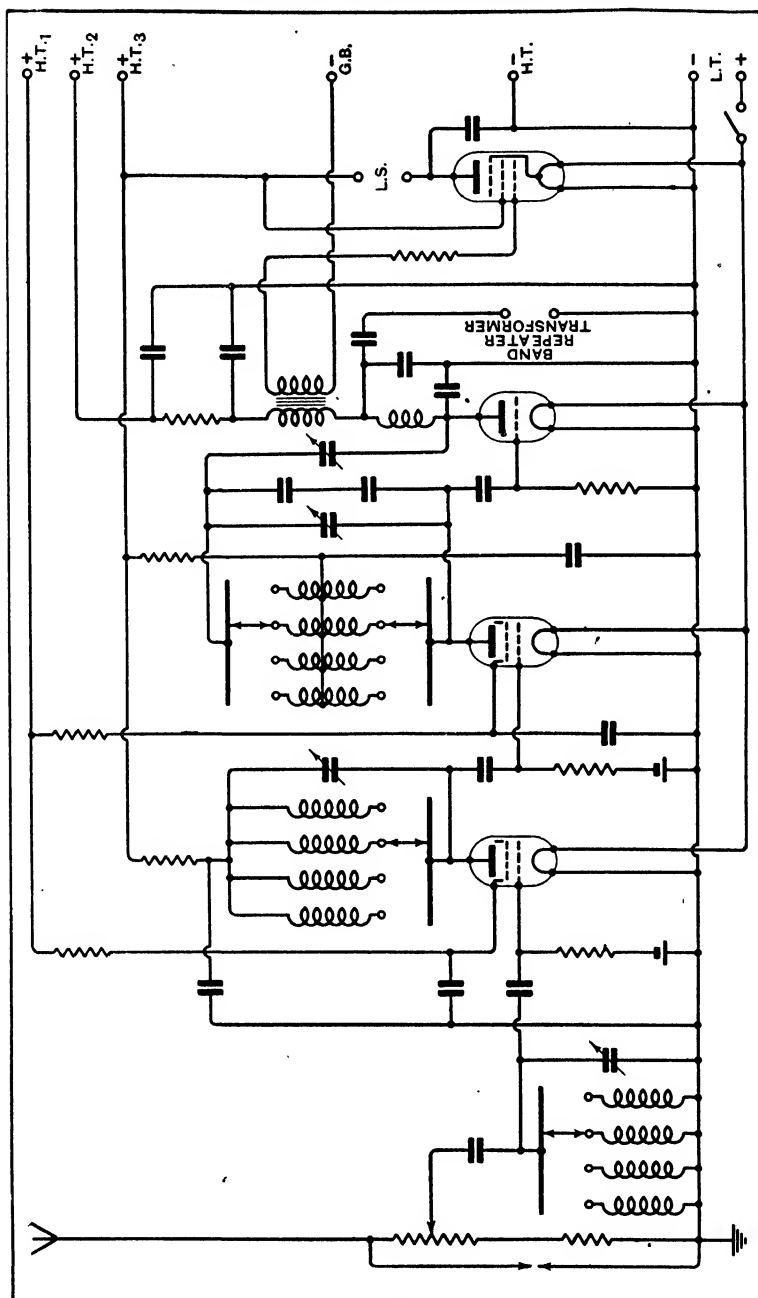 +
H.T.1
+
H.T.2
+
H.T.3
-
G.B.
-
H.T.
-
L.T.
+
L.S.
BAND
REPEATER
TRANSFORMER